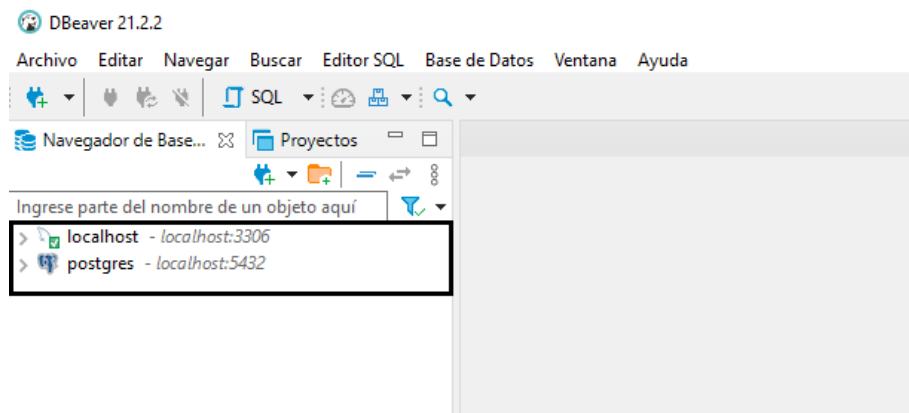 DBeaver 21.2.2
Archivo Editar Navegar Buscar Editor SQL Base de Datos Ventana Ayuda
SQL
Navegador de Base... Proyectos
Ingrese parte del nombre de un objeto aquí
localhost - localhost:3306
postgres - localhost:5432